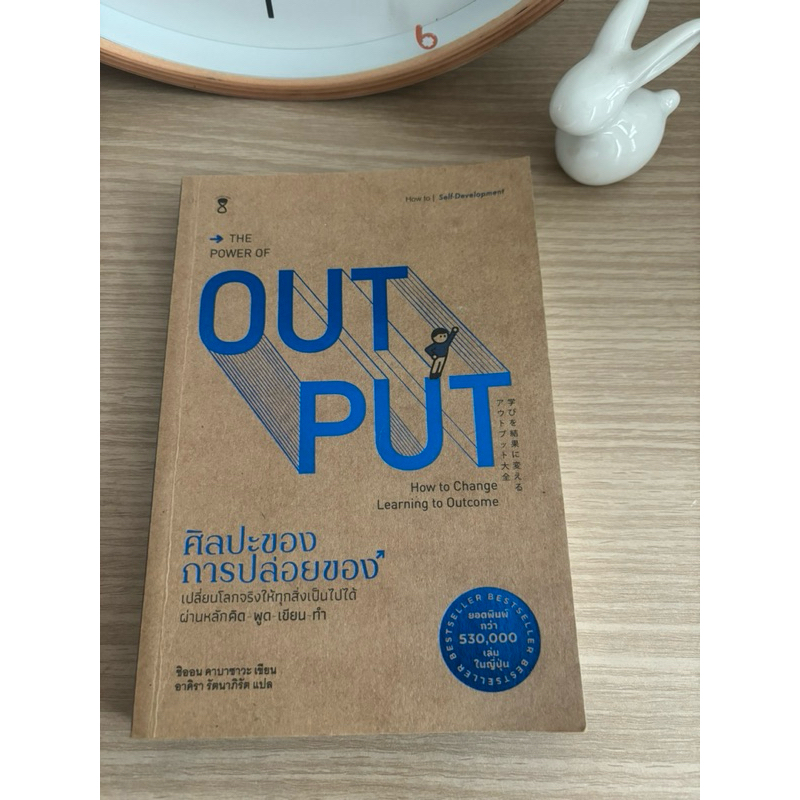 6
How to | Self-Development
→ THE
POWER OF
OUT
PUT
学びを結果に変える
アウトプット大全
How to Change
Learning to Outcome
ศิลปะของ
การปล่อยของ
เปลี่ยนโลกจริงให้ทุกสิ่งเป็นไปได้
ผ่านหลักคิด-พูด-เขียน-ทำ
BESTSELLER BESTSELLER BESTSELLER
ยอดพิมพ์
กว่า
530,000
เล่ม
ในญี่ปุ่น
ชิออน คาบาซาวะ เขียน
อาคิรา รัตนาภิรัต แปล